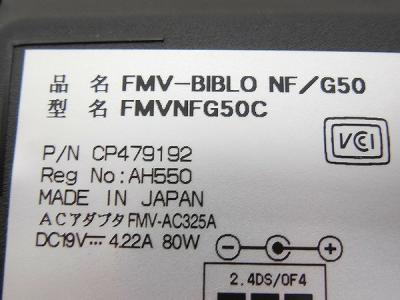 品 名 FMV-BIBLO NF/G50
型 名 FMVNFG50C
VCI
P/N CP479192
Reg No:AH550
MADE IN JAPAN
ACアダプタ FMV-AC325A
DC19V⎓ 4.22A 80W
2.4DS/OF4